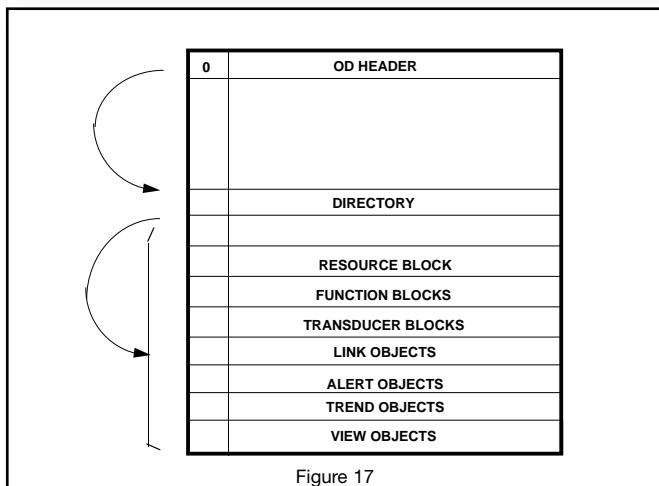 0 OD HEADER
DIRECTORY
RESOURCE BLOCK
FUNCTION BLOCKS
TRANSDUCER BLOCKS
LINK OBJECTS
ALERT OBJECTS
TREND OBJECTS
VIEW OBJECTS
Figure 17